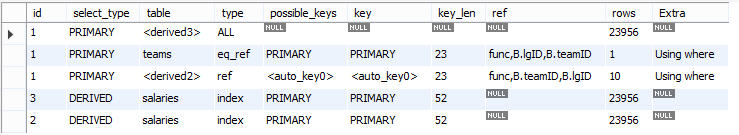 id select_type table type possible_keys key key_len ref rows Extra
1 PRIMARY <derived3> ALL NULL NULL NULL NULL 23956 NULL
1 PRIMARY teams eq_ref PRIMARY PRIMARY 23 func,B.lgID,B.teamID 1 Using where
1 PRIMARY <derived2> ref <auto_key0> <auto_key0> 23 func,B.teamID,B.lgID 10 Using where
3 DERIVED salaries index PRIMARY PRIMARY 52 NULL 23956 NULL
2 DERIVED salaries index PRIMARY PRIMARY 52 NULL 23956 NULL